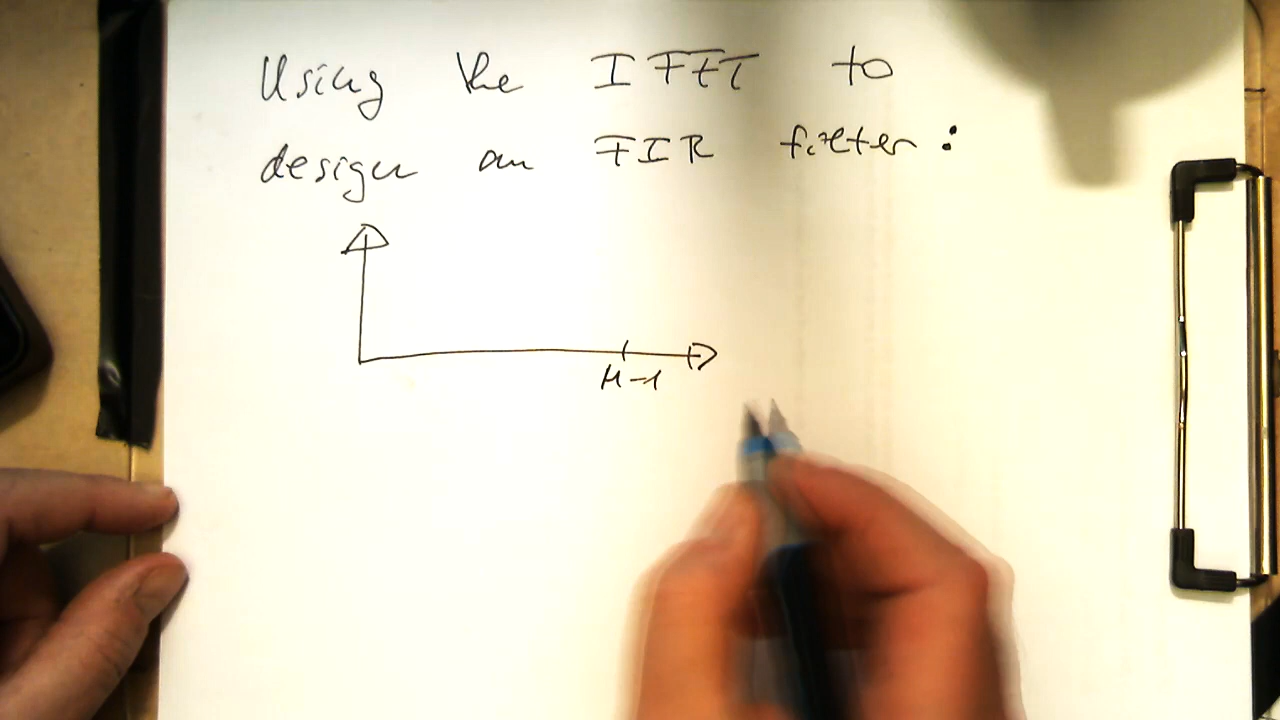 Using the IFFT to
design an FIR filter:
M-1